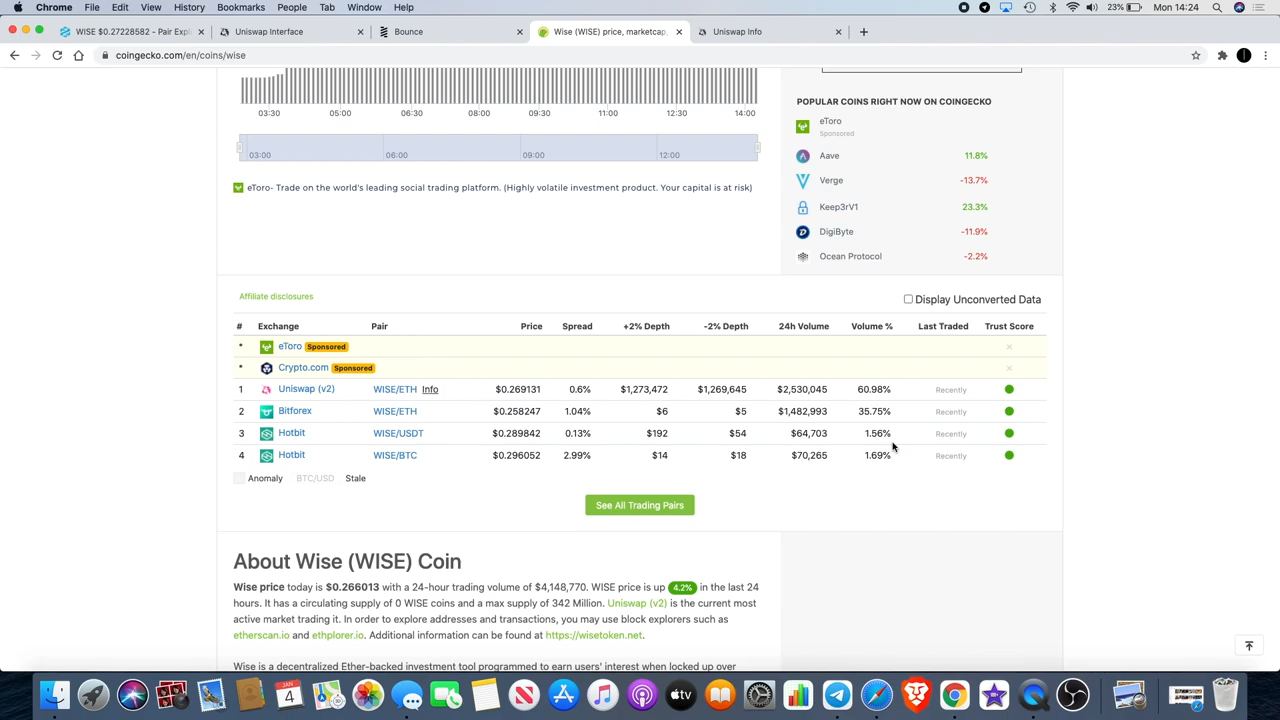 Chrome File Edit View History Bookmarks People Tab Window Help 23% Mon 14:24
WISE $0.27228582 - Pair Expl Uniswap Interface Bounce Wise (WISE) price, marketcap, Uniswap Info
coingecko.com/en/coins/wise
03:30 05:00 06:30 08:00 09:30 11:00 12:30 14:00
03:00 06:00 09:00 12:00
eToro- Trade on the world's leading social trading platform. (Highly volatile investment product. Your capital is at risk)
POPULAR COINS RIGHT NOW ON COINGECKO
eToro
Sponsored
Aave 11.8%
Verge -13.7%
Keep3rV1 23.3%
DigiByte -11.9%
Ocean Protocol -2.2%
Affiliate disclosures
Display Unconverted Data
# Exchange Pair Price Spread +2% Depth -2% Depth 24h Volume Volume % Last Traded Trust Score
* eToro Sponsored
* Crypto.com Sponsored
1 Uniswap (v2) WISE/ETH Info $0.269131 0.6% $1,273,472 $1,269,645 $2,530,045 60.98% Recently
2 Bitforex WISE/ETH $0.258247 1.04% $6 $5 $1,482,993 35.75% Recently
3 Hotbit WISE/USDT $0.289842 0.13% $192 $54 $64,703 1.56% Recently
4 Hotbit WISE/BTC $0.296052 2.99% $14 $18 $70,265 1.69% Recently
Anomaly BTC/USD Stale
See All Trading Pairs
About Wise (WISE) Coin
Wise price today is $0.266013 with a 24-hour trading volume of $4,148,770. WISE price is up 4.2% in the last 24
hours. It has a circulating supply of 0 WISE coins and a max supply of 342 Million. Uniswap (v2) is the current most
active market trading it. In order to explore addresses and transactions, you may use block explorers such as
etherscan.io and ethplorer.io. Additional information can be found at https://wisetoken.net.
Wise is a decentralized Ether-backed investment tool programmed to earn users' interest when locked up over
JAN
4
tv